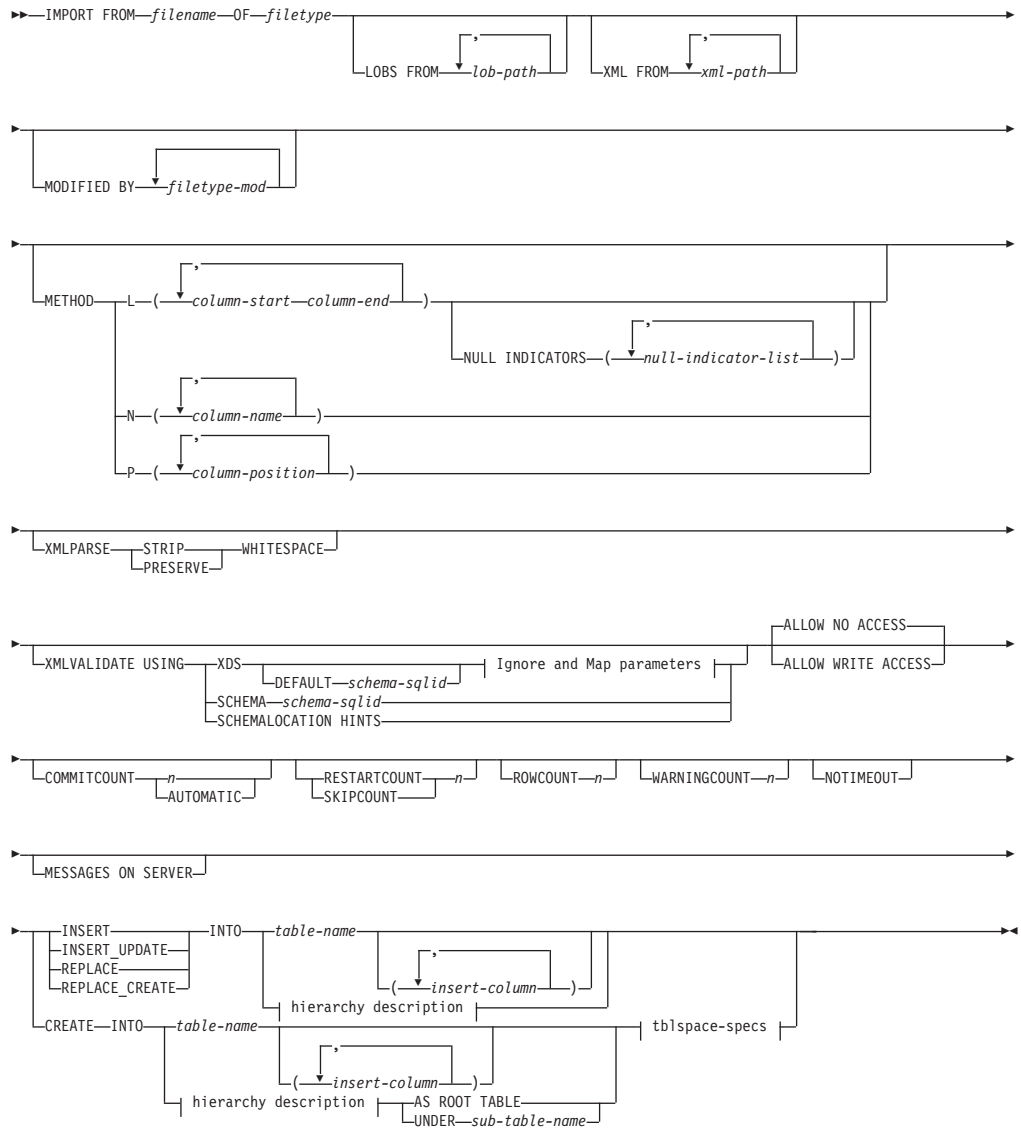 IMPORT FROM filename OF filetype
,
LOBS FROM lob-path
,
XML FROM xml-path
MODIFIED BY filetype-mod
,
METHOD L ( column-start column-end )
,
NULL INDICATORS ( null-indicator-list )
,
N ( column-name )
,
P ( column-position )
XMLPARSE STRIP WHITESPACE
PRESERVE
ALLOW NO ACCESS
XMLVALIDATE USING XDS Ignore and Map parameters ALLOW WRITE ACCESS
DEFAULT schema-sqlid
SCHEMA schema-sqlid
SCHEMALOCATION HINTS
COMMITCOUNT n RESTARTCOUNT n ROWCOUNT n WARNINGCOUNT n NOTIMEOUT
AUTOMATIC SKIPCOUNT
MESSAGES ON SERVER
INSERT INTO table-name
INSERT_UPDATE ,
REPLACE ( insert-column )
REPLACE_CREATE hierarchy description
CREATE INTO table-name tblspace-specs
,
( insert-column )
hierarchy description AS ROOT TABLE
UNDER sub-table-name